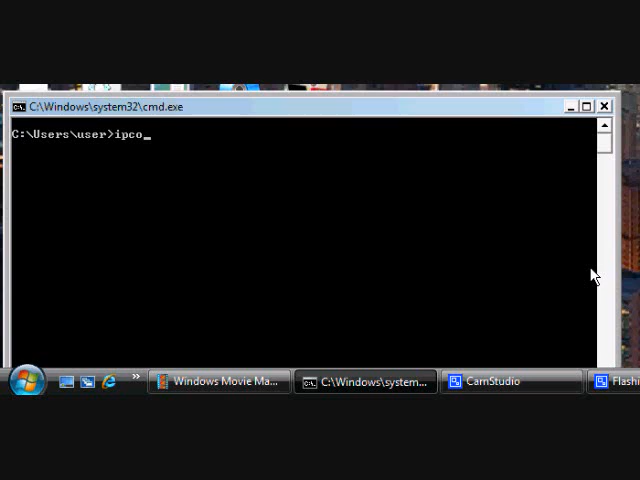 C:\Windows\system32\cmd.exe
C:\Users\user>ipco_
Windows Movie Ma...
C:\Windows\system...
CamStudio
Flashi